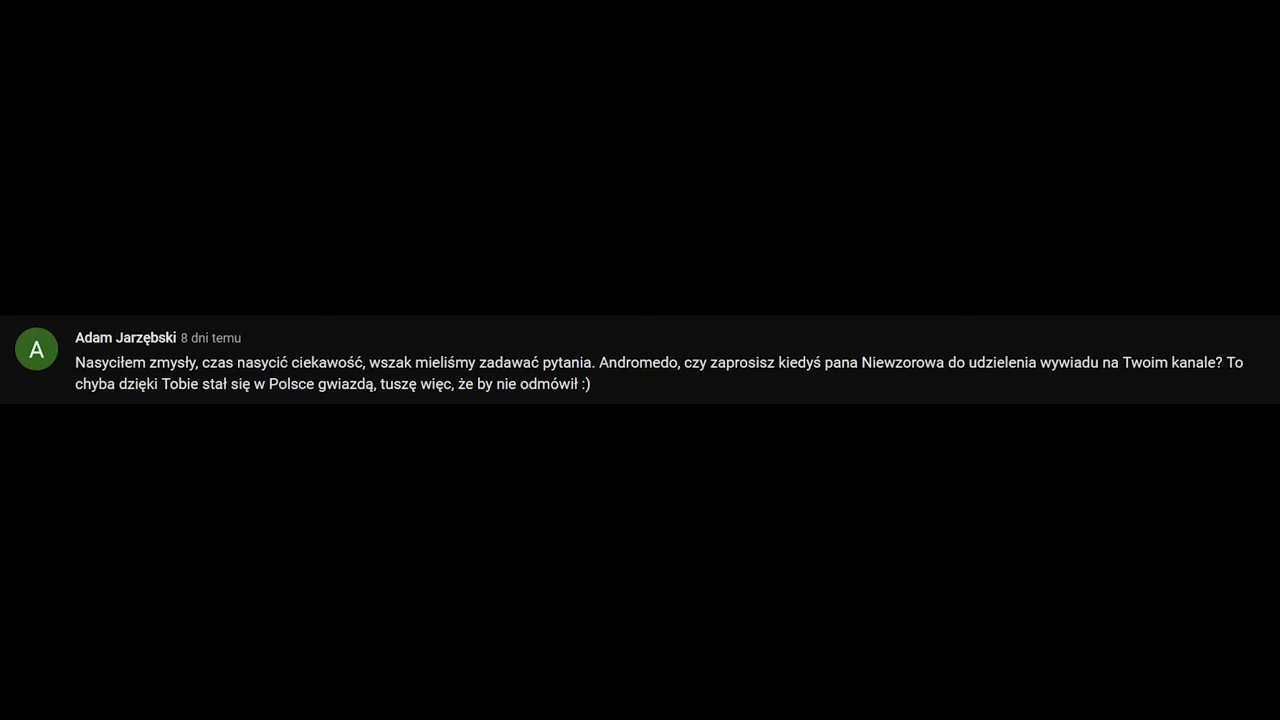 A
Adam Jarzębski 8 dni temu
Nasyciłem zmysły, czas nasycić ciekawość, wszak mieliśmy zadawać pytania. Andromedo, czy zaprosisz kiedyś pana Niewzorowa do udzielenia wywiadu na Twoim kanale? To
chyba dzięki Tobie stał się w Polsce gwiazdą, tuszę więc, że by nie odmówił :)